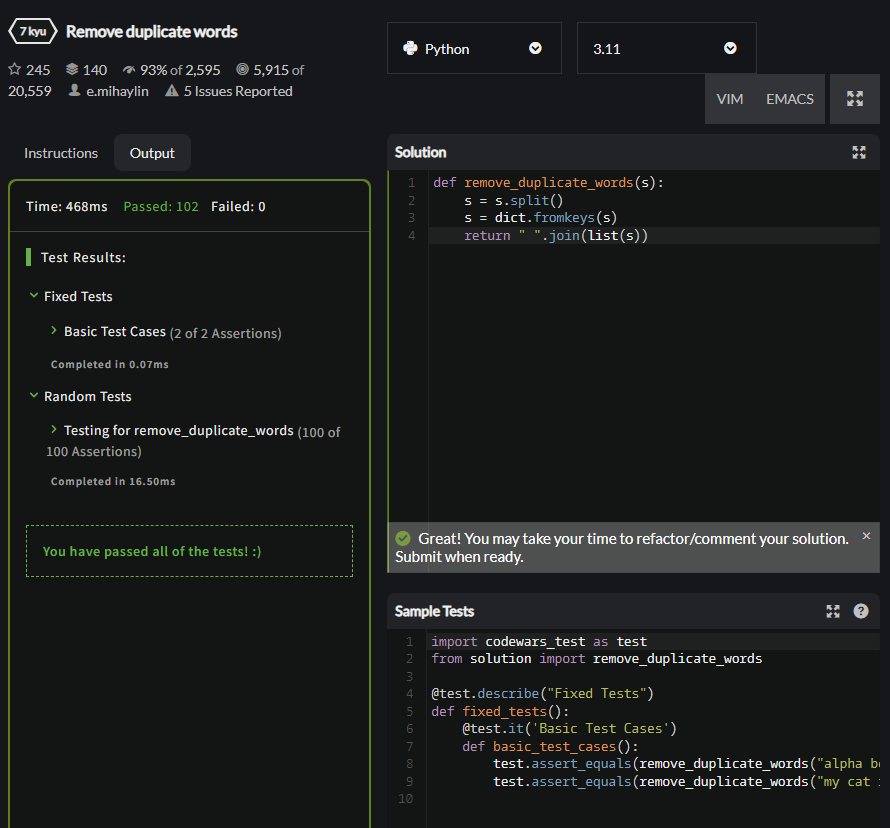 7 kyu Remove duplicate words
245 140 93% of 2,595 5,915 of
20,559 e.mihaylin 5 Issues Reported
Python 3.11
VIM EMACS
Instructions Output
Time: 468ms Passed: 102 Failed: 0
Test Results:
Fixed Tests
Basic Test Cases (2 of 2 Assertions)
Completed in 0.07ms
Random Tests
Testing for remove_duplicate_words (100 of
100 Assertions)
Completed in 16.50ms
You have passed all of the tests! :)
Solution
1 def remove_duplicate_words(s):
2 s = s.split()
3 s = dict.fromkeys(s)
4 return " ".join(list(s))
Great! You may take your time to refactor/comment your solution.
Submit when ready.
Sample Tests
1 import codewars_test as test
2 from solution import remove_duplicate_words
3
4 @test.describe("Fixed Tests")
5 def fixed_tests():
6 @test.it('Basic Test Cases')
7 def basic_test_cases():
8 test.assert_equals(remove_duplicate_words("alpha
9 test.assert_equals(remove_duplicate_words("my cat
10